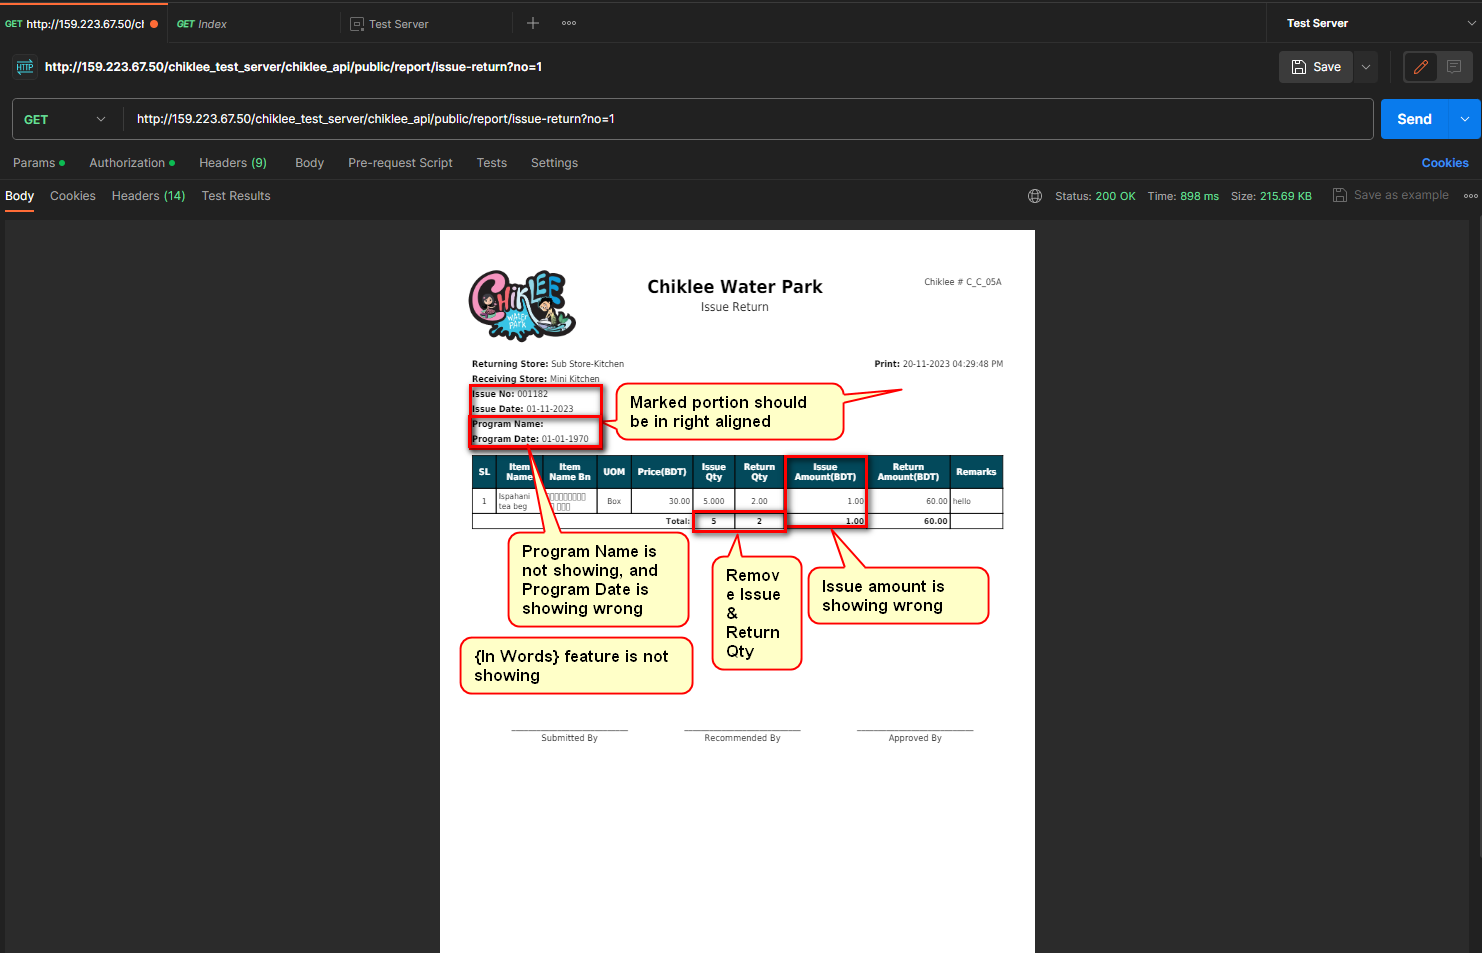 GET http://159.223.67.50/cl
GET Index
Test Server
Test Server
HTTP http://159.223.67.50/chiklee_test_server/chiklee_api/public/report/issue-return?no=1
Save
GET http://159.223.67.50/chiklee_test_server/chiklee_api/public/report/issue-return?no=1 Send
Params Authorization Headers (9) Body Pre-request Script Tests Settings Cookies
Body Cookies Headers (14) Test Results Status: 200 OK Time: 898 ms Size: 215.69 KB Save as example
CHIKLEE
WATER
PARK
Chiklee Water Park
Issue Return
Chiklee # C_C_05A
Returning Store: Sub Store-Kitchen
Print: 20-11-2023 04:29:48 PM
Receiving Store: Mini Kitchen
Issue No: 001182
Issue Date: 01-11-2023
Program Name:
Program Date: 01-01-1970
Marked portion should
be in right aligned
SL Item Name Item Name Bn UOM Price(BDT) Issue Qty Return Qty Issue Amount(BDT) Return Amount(BDT) Remarks
1 Ispahani tea beg Box 30.00 5.000 2.00 1.00 60.00 hello
Total: 5 2 1.00 60.00
Program Name is
not showing, and
Program Date is
showing wrong
Remov
e Issue
&
Return
Qty
Issue amount is
showing wrong
{In Words} feature is not
showing
Submitted By Recommended By Approved By